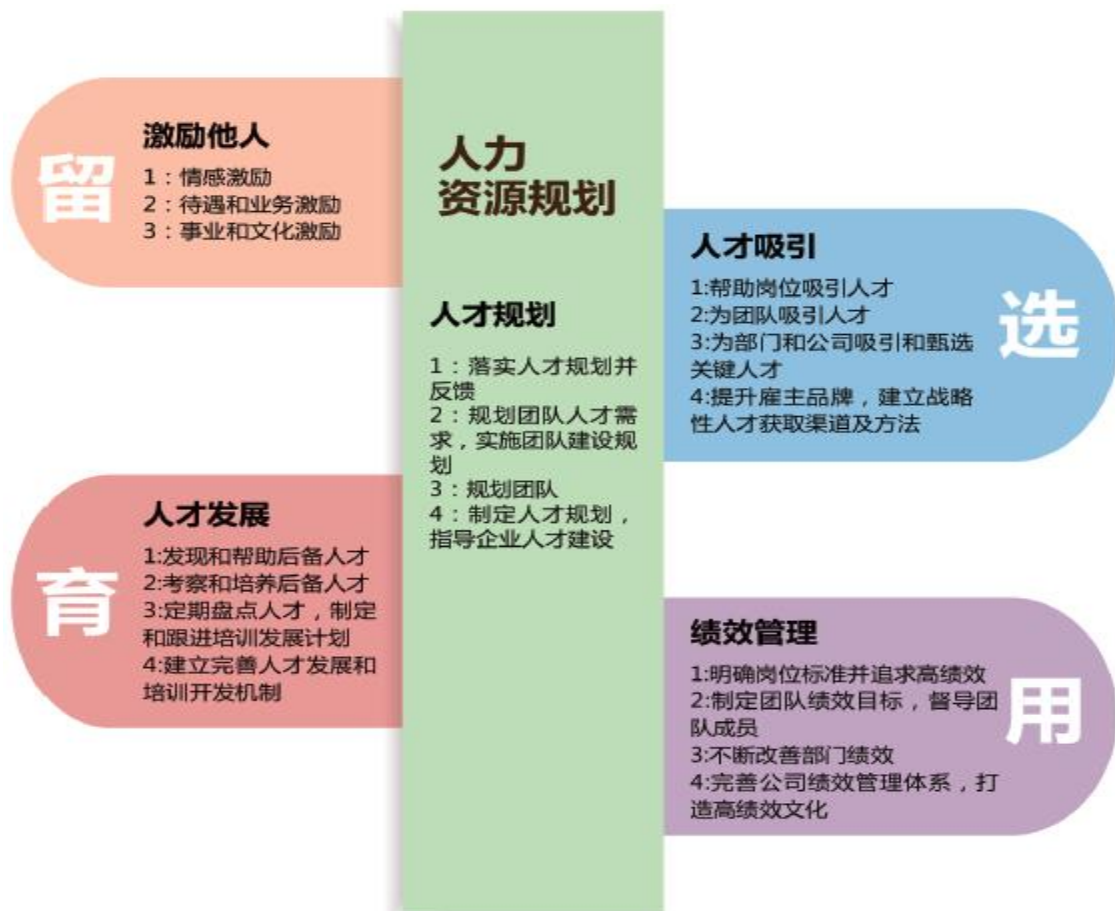 留
激励他人
1：情感激励
2：待遇和业务激励
3：事业和文化激励
人力
资源规划
人才规划
1：落实人才规划并
反馈
2：规划团队人才需
求，实施团队建设规
划
3：规划团队
4：制定人才规划，
指导企业人才建设
人才吸引
1:帮助岗位吸引人才
2:为团队吸引人才
3:为部门和公司吸引和甄选
关键人才
4:提升雇主品牌，建立战略
性人才获取渠道及方法
选
育
人才发展
1:发现和帮助后备人才
2:考察和培养后备人才
3:定期盘点人才，制定
和跟进培训发展计划
4:建立完善人才发展和
培训开发机制
绩效管理
1:明确岗位标准并追求高绩效
2:制定团队绩效目标，督导团
队成员
3:不断改善部门绩效
4:完善公司绩效管理体系，打
造高绩效文化
用